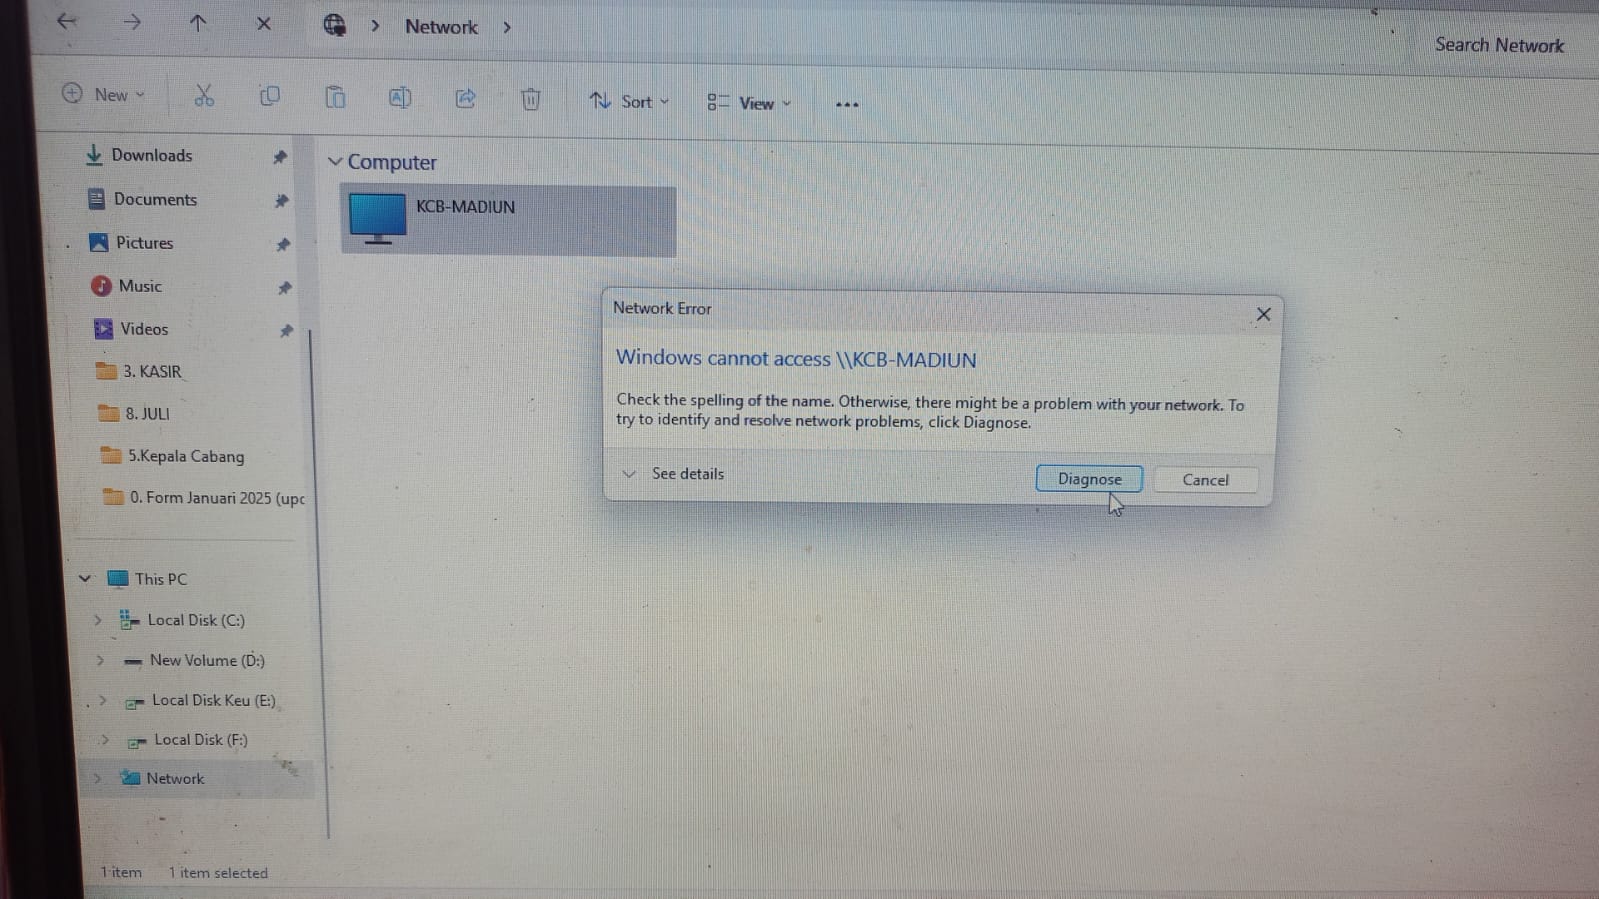 Network
Search Network
New
Sort
View
Downloads
Documents
Pictures
Music
Videos
3. KASIR
8. JULI
5.Kepala Cabang
0. Form Januari 2025 (upc
This PC
Local Disk (C:)
New Volume (D:)
Local Disk Keu (E:)
Local Disk (F:)
Network
Computer
KCB-MADIUN
Network Error
Windows cannot access \\KCB-MADIUN
Check the spelling of the name. Otherwise, there might be a problem with your network. To
try to identify and resolve network problems, click Diagnose.
See details
Diagnose
Cancel
1 item
1 item selected